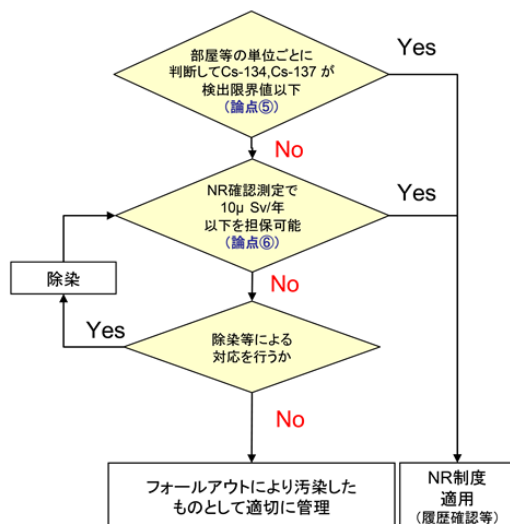 部屋等の単位ごとに
判断してCs-134,Cs-137 が
検出限界値以下
(論点⑤)
Yes
No
NR確認測定で
10μ Sv/年
以下を担保可能
(論点⑥)
Yes
除染
No
Yes
除染等による
対応を行うか
No
フォールアウトにより汚染した
ものとして適切に管理
NR制度
適用
(履歴確認等)